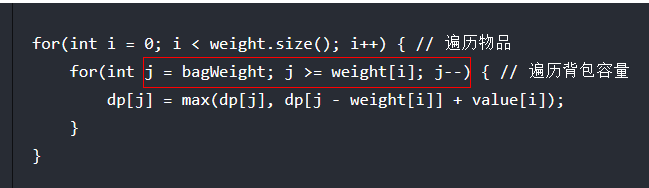 for(int i = 0; i < weight.size(); i++) { // 遍历物品
    for(int j = bagWeight; j >= weight[i]; j--) { // 遍历背包容量
        dp[j] = max(dp[j], dp[j - weight[i]] + value[i]);
    }
}